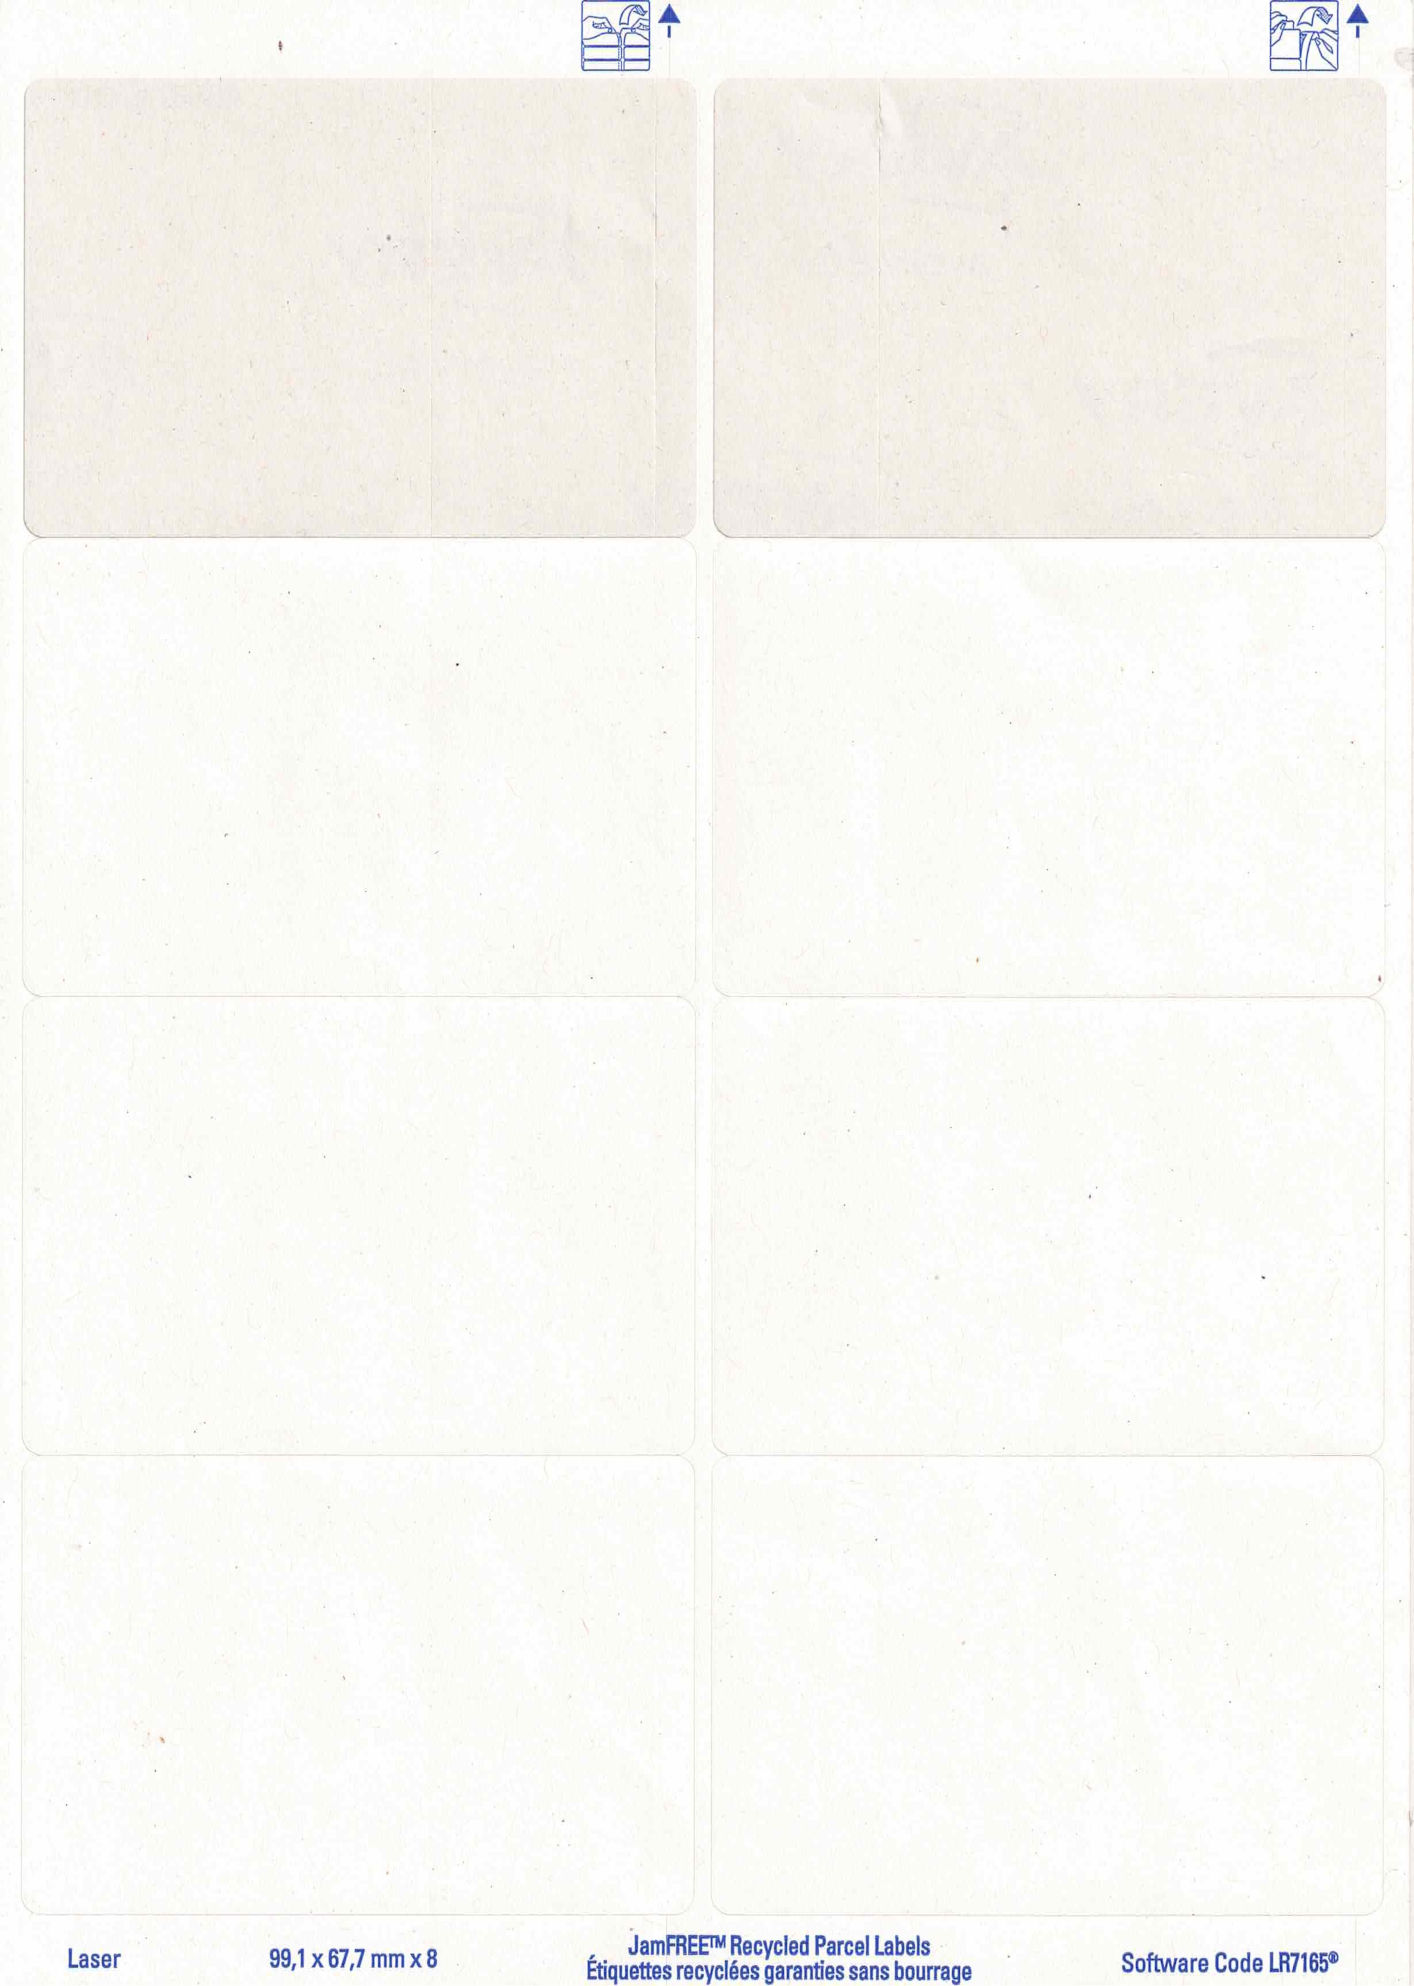 Laser
99,1 x 67,7 mm x 8
JamFREE™ Recycled Parcel Labels
Étiquettes recyclées garanties sans bourrage
Software Code LR7165®